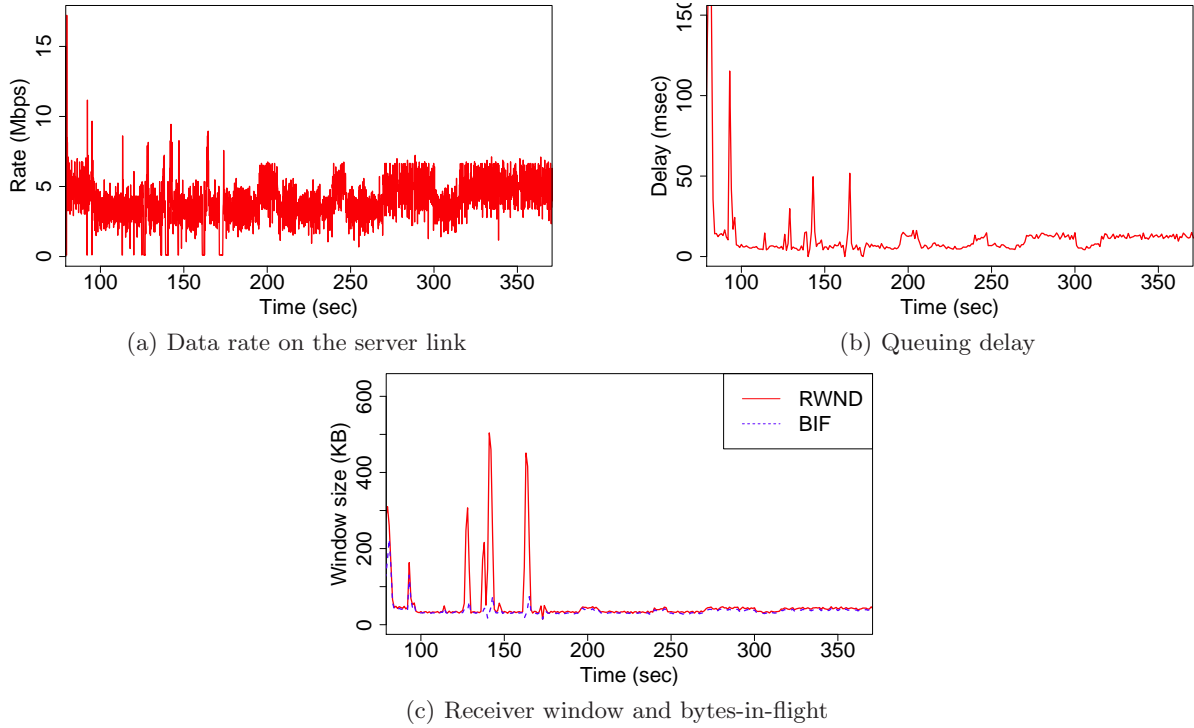 Rate (Mbps)
0 5 10 15
100 150 200 250 300 350
Time (sec)
(a) Data rate on the server link
Delay (msec)
0 50 100 150
100 150 200 250 300 350
Time (sec)
(b) Queuing delay
Window size (KB)
0 200 400 600
RWND
BIF
100 150 200 250 300 350
Time (sec)
(c) Receiver window and bytes-in-flight